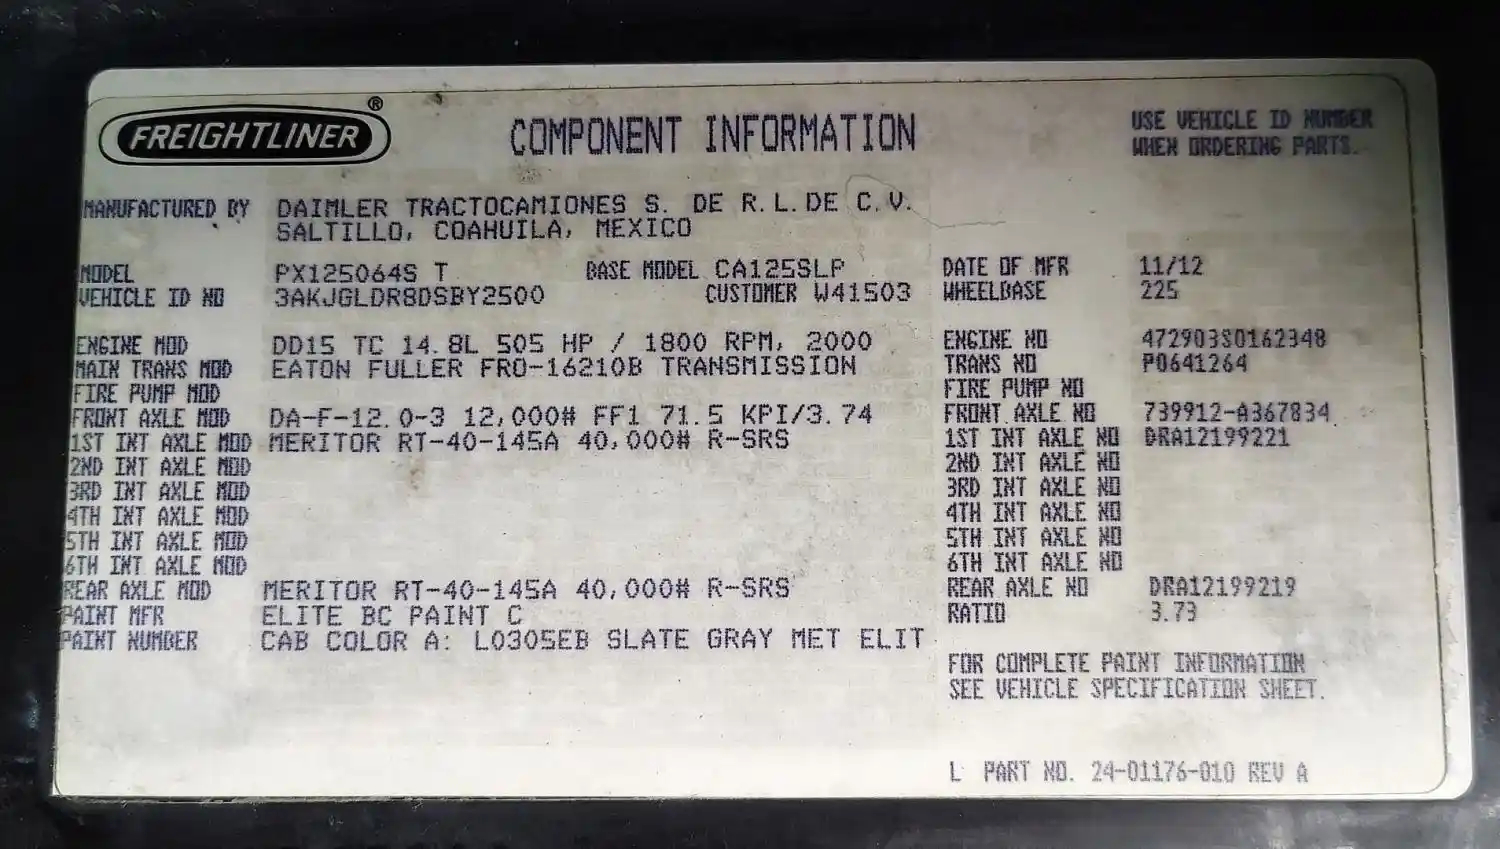 FREIGHTLINER ®
COMPONENT INFORMATION
USE VEHICLE ID NUMBER
WHEN ORDERING PARTS.
MANUFACTURED BY DAIMLER TRACTOCAMIONES S. DE R.L.DE C.V.
SALTILLO, COAHUILA, MEXICO
MODEL PX125064S T BASE MODEL CA125SLP DATE OF MFR 11/12
VEHICLE ID NO 3AKJGLDR8DSBY2500 CUSTOMER W41503 WHEELBASE 225
ENGINE MOD DD15 TC 14.8L 505 HP / 1800 RPM, 2000 ENGINE NO 472903S0162348
MAIN TRANS MOD EATON FULLER FRO-16210B TRANSMISSION TRANS NO P0641264
FIRE PUMP MOD FIRE PUMP NO
FRONT AXLE MOD DA-F-12.0-3 12,000# FF1 71.5 KPI/3.74 FRONT AXLE NO 739912-A367834
1ST INT AXLE MOD MERITOR RT-40-145A 40,000# R-SRS 1ST INT AXLE NO DRA12199221
2ND INT AXLE MOD 2ND INT AXLE NO
3RD INT AXLE MOD 3RD INT AXLE NO
4TH INT AXLE MOD 4TH INT AXLE NO
5TH INT AXLE MOD 5TH INT AXLE NO
6TH INT AXLE MOD 6TH INT AXLE NO
REAR AXLE MOD MERITOR RT-40-145A 40,000# R-SRS REAR AXLE NO DRA12199219
PAINT MFR ELITE BC PAINT C RATIO 3.73
PAINT NUMBER CAB COLOR A: L0305EB SLATE GRAY MET ELIT
FOR COMPLETE PAINT INFORMATION
SEE VEHICLE SPECIFICATION SHEET.
L PART NO. 24-01176-010 REV A